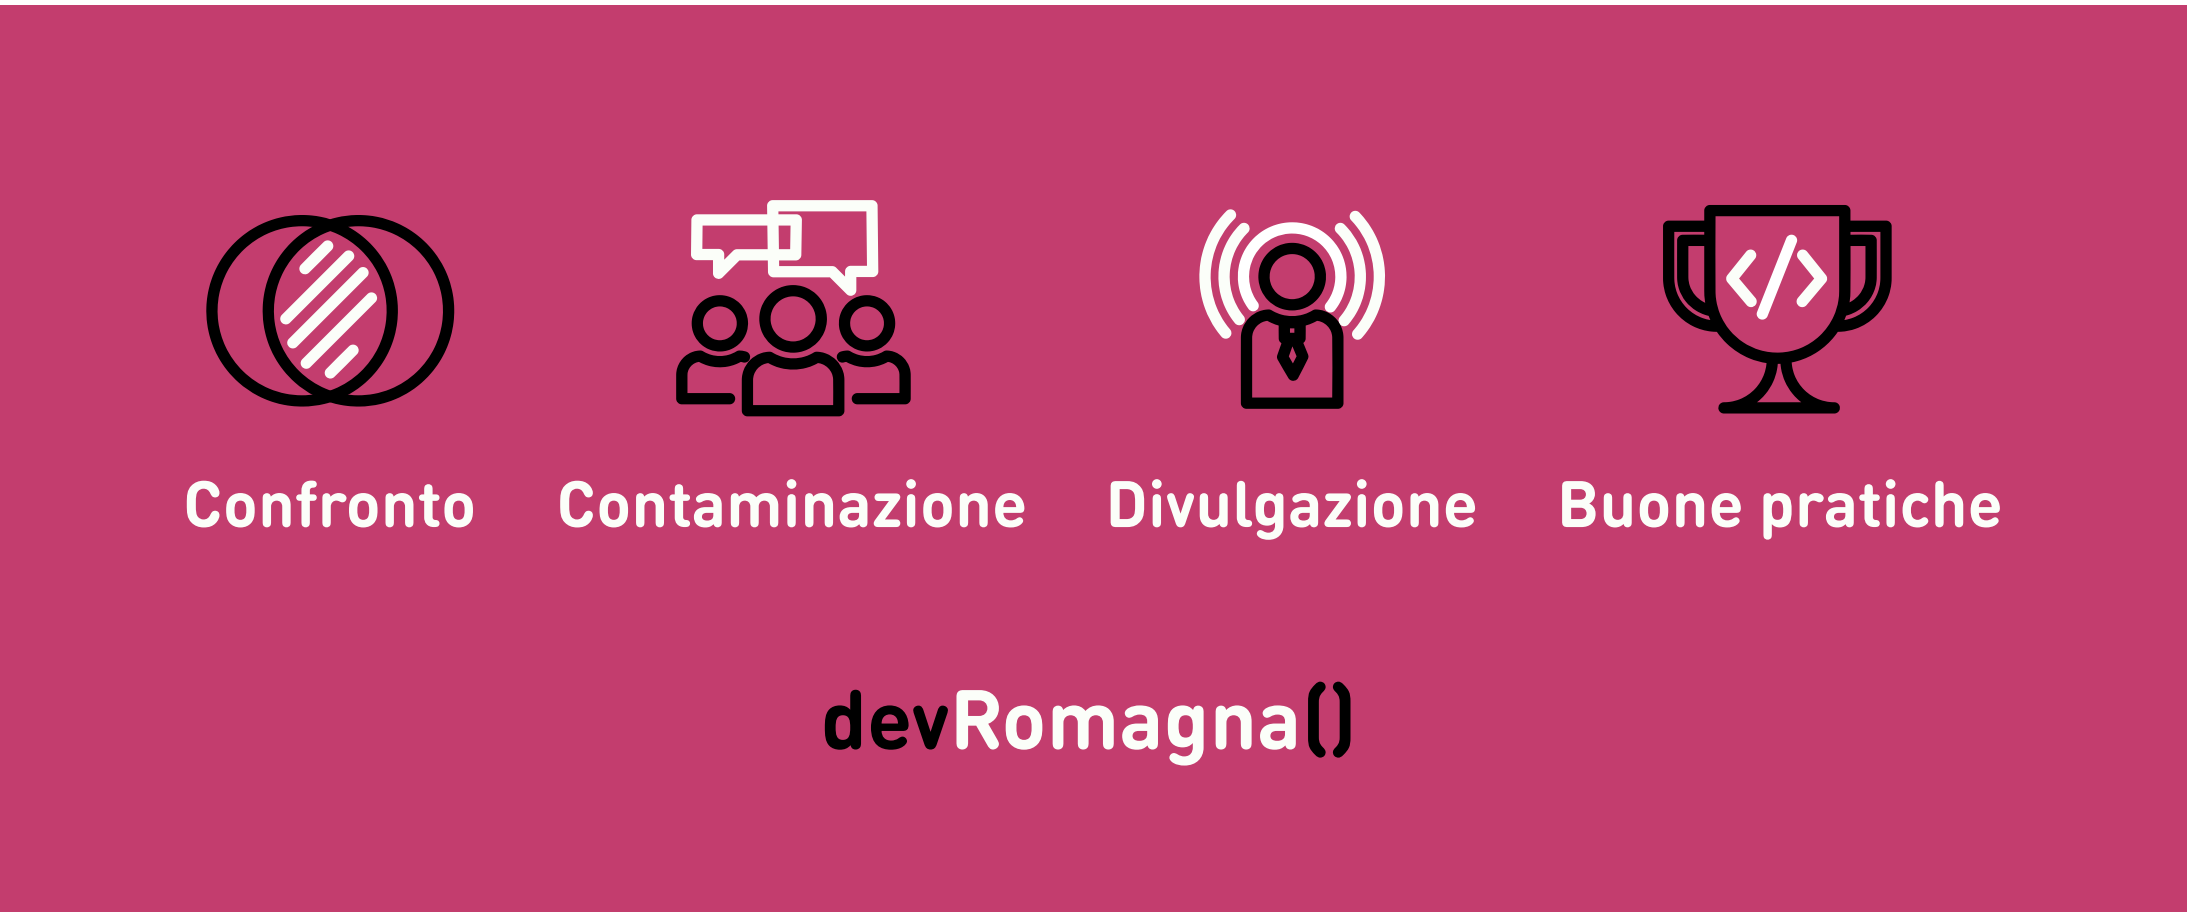 </>
Confronto Contaminazione Divulgazione Buone pratiche
devRomagna()